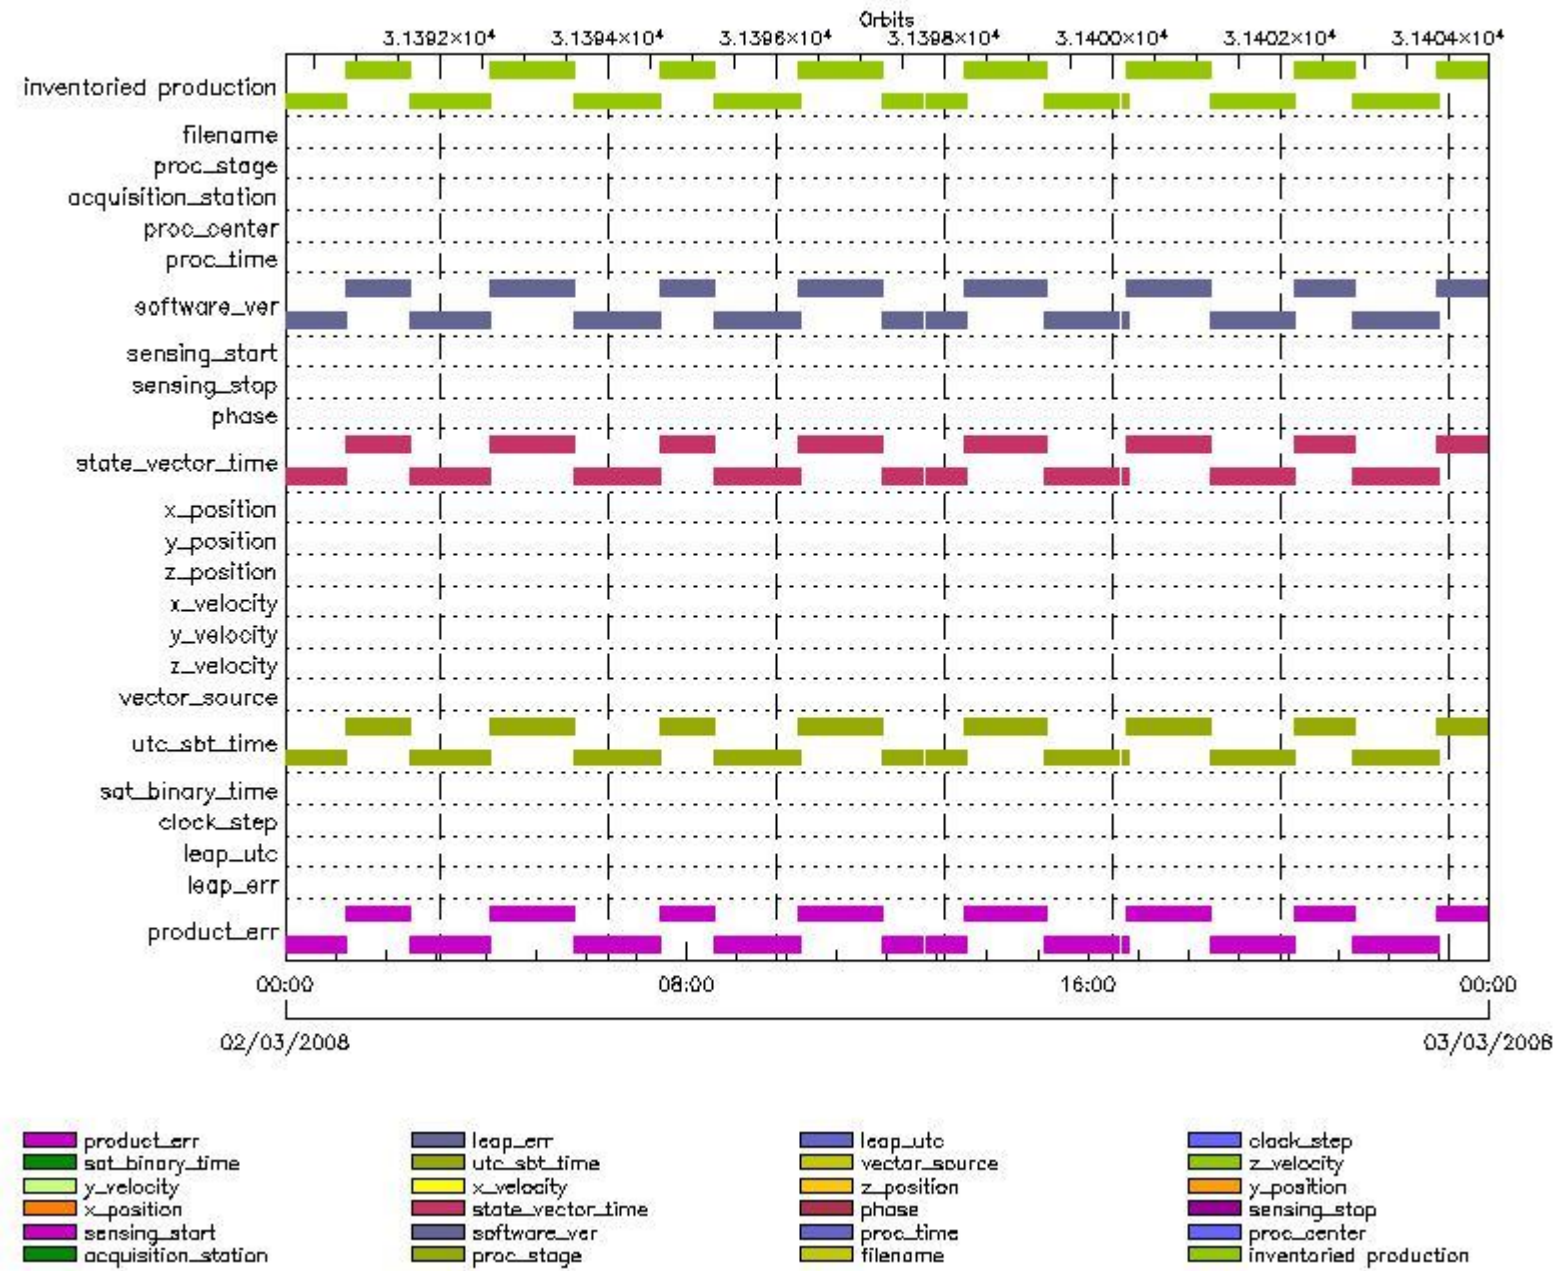 Orbits
3.1392×10⁴ 3.1394×10⁴ 3.1396×10⁴ 3.1398×10⁴ 3.1400×10⁴ 3.1402×10⁴ 3.1404×10⁴
inventoried production
filename
proc_stage
acquisition_station
proc_center
proc_time
software_ver
sensing_start
sensing_stop
phase
state_vector_time
x_position
y_position
z_position
x_velocity
y_velocity
z_velocity
vector_source
utc_sbt_time
sat_binary_time
clock_step
leap_utc
leap_err
product_err
00:00 08:00 16:00 00:00
02/03/2008 03/03/2008
product_err leap_err leap_utc clock_step
sat_binary_time utc_sbt_time vector_source z_velocity
y_velocity x_velocity z_position y_position
x_position state_vector_time phase sensing_stop
sensing_start software_ver proc_time proc_center
acquisition_station proc_stage filename inventoried production